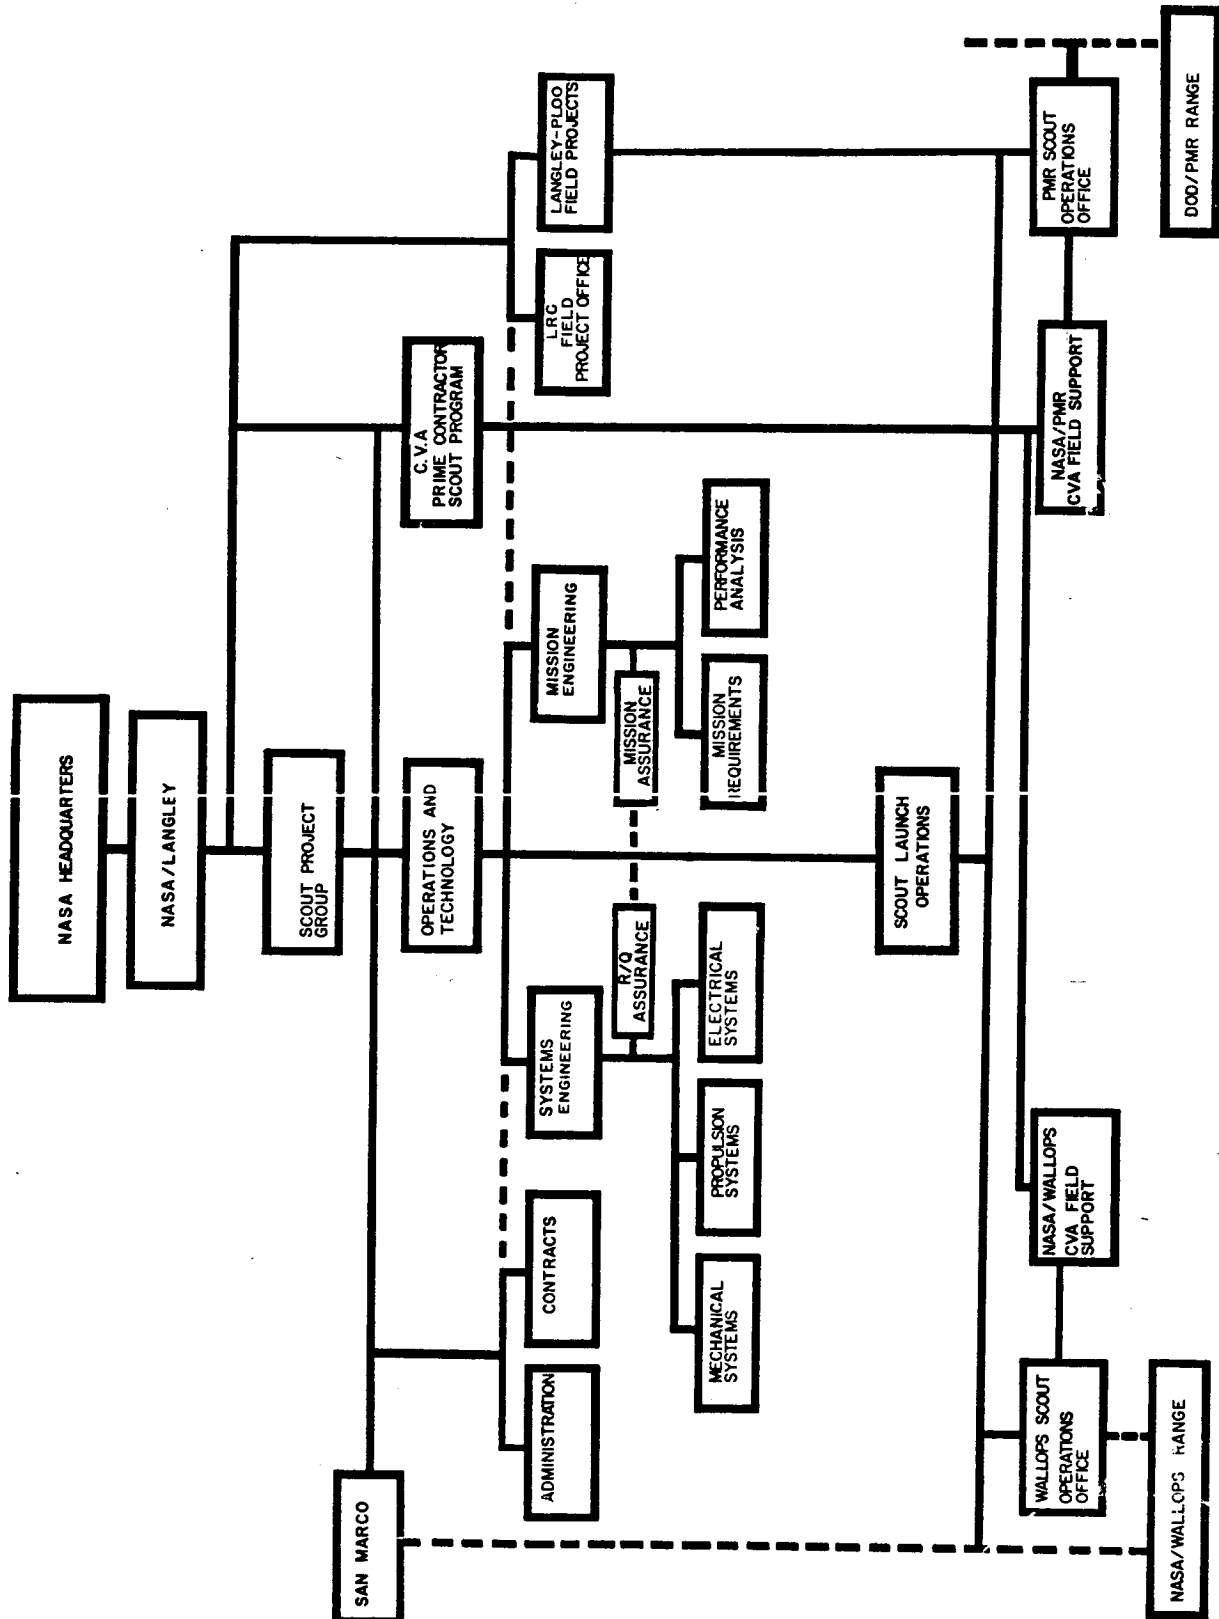 NASA HEADQUARTERS
NASA/LANGLEY
SCOUT PROJECT
GROUP
SAN MARCO
OPERATIONS AND
TECHNOLOGY
C.V.A
PRIME CONTRACTOR
SCOUT PROGRAM
ADMINISTRATION
CONTRACTS
SYSTEMS
ENGINEERING
MISSION
ENGINEERING
LRC
FIELD
PROJECT OFFICE
LANGLEY-PLOO
FIELD PROJECTS
R/Q
ASSURANCE
MISSION
ASSURANCE
MECHANICAL
SYSTEMS
PROPULSION
SYSTEMS
ELECTRICAL
SYSTEMS
MISSION
REQUIREMENTS
PERFORMANCE
ANALYSIS
SCOUT LAUNCH
OPERATIONS
WALLOPS SCOUT
OPERATIONS
OFFICE
NASA/WALLOPS
CVA FIELD
SUPPORT
NASA/PMR
CVA FIELD SUPPORT
PMR SCOUT
OPERATIONS
OFFICE
NASA/WALLOPS RANGE
DOD/PMR RANGE